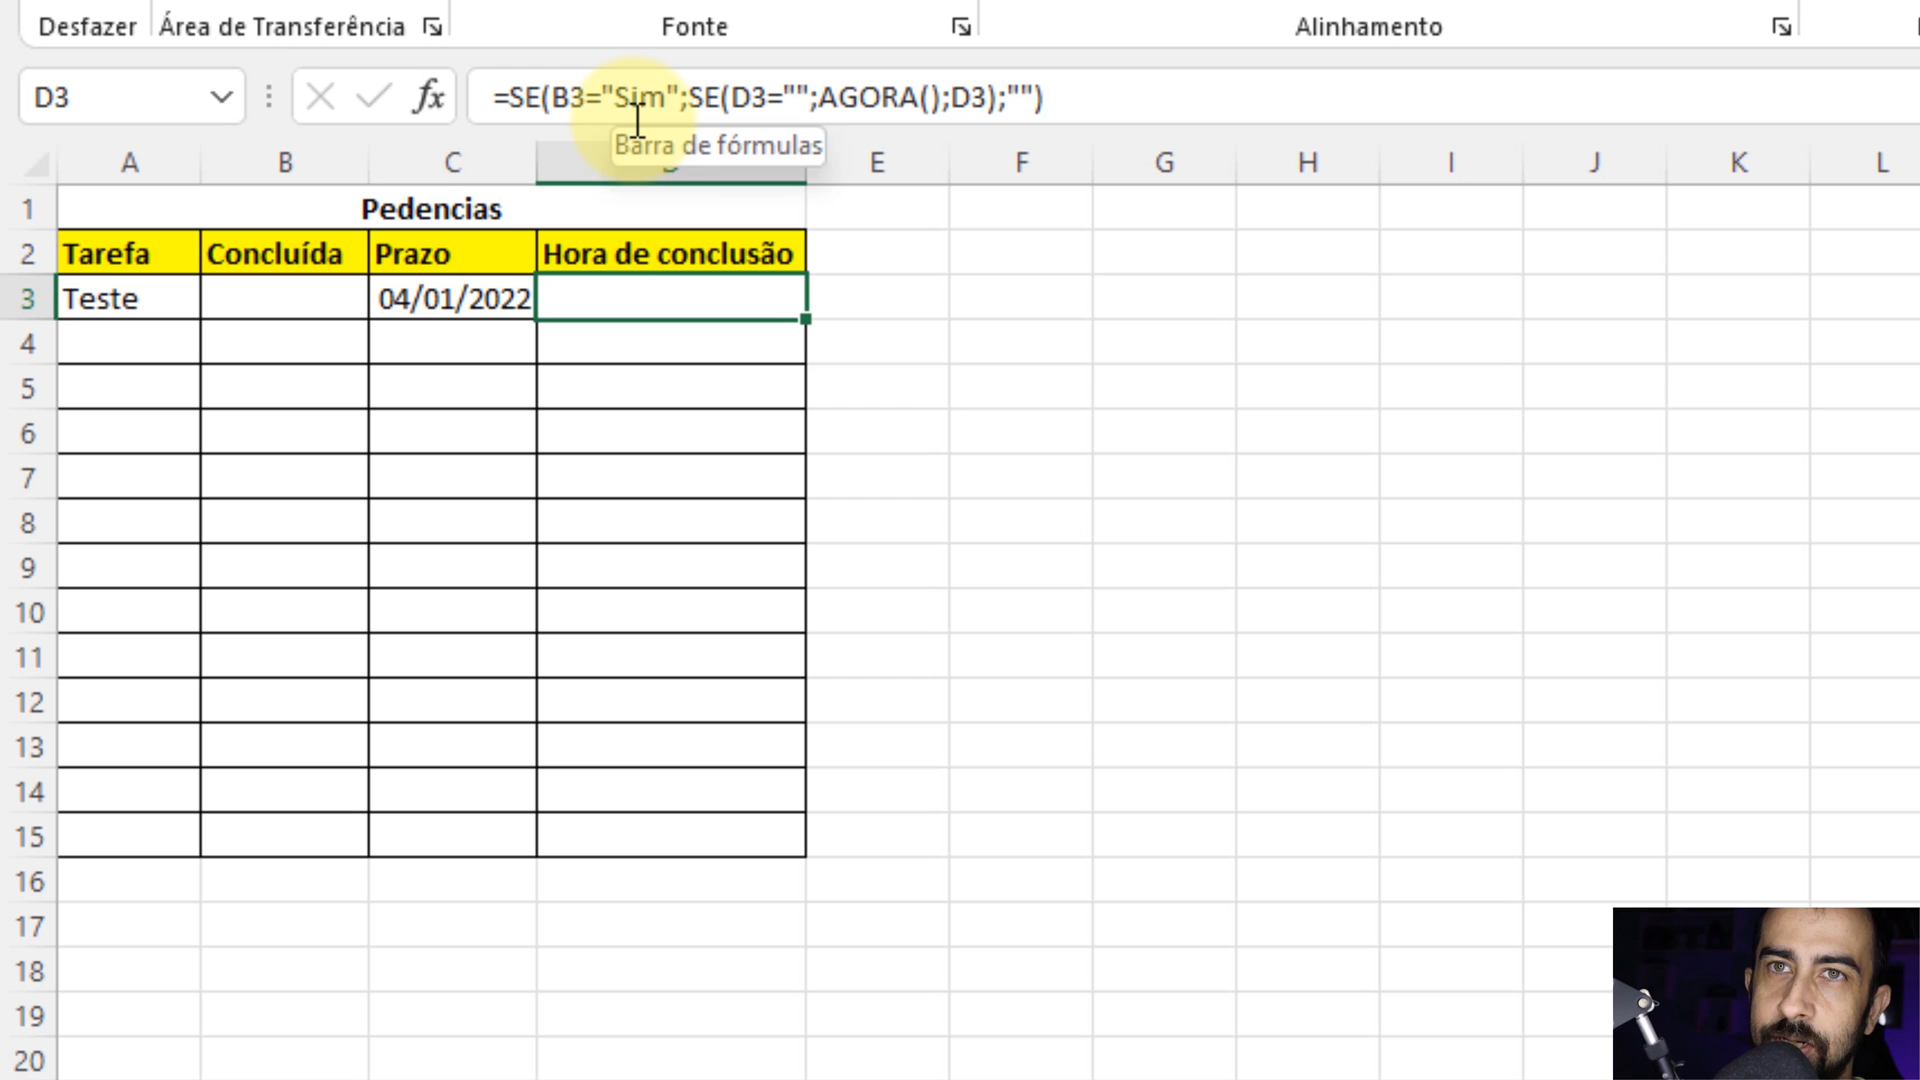 Desfazer Área de Transferência Fonte Alinhamento
D3 fx =SE(B3="Sim";SE(D3="";AGORA();D3);"")
Barra de fórmulas
A B C E F G H I J K L
1 Pedencias
2 Tarefa Concluída Prazo Hora de conclusão
3 Teste 04/01/2022
4
5
6
7
8
9
10
11
12
13
14
15
16
17
18
19
20